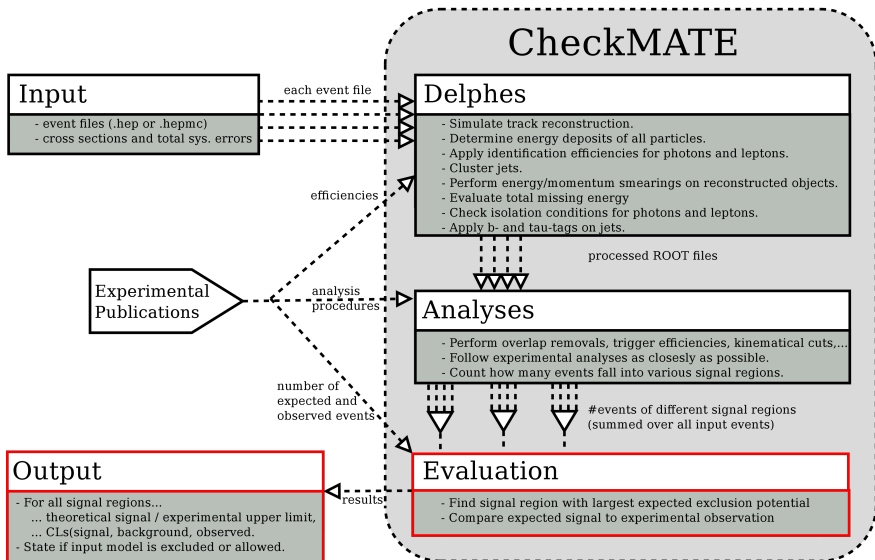 CheckMATE
Input
- event files (.hep or .hepmc)
- cross sections and total sys. errors
each event file
Delphes
- Simulate track reconstruction.
- Determine energy deposits of all particles.
- Apply identification efficiencies for photons and leptons.
- Cluster jets.
- Perform energy/momentum smearings on reconstructed objects.
- Evaluate total missing energy
- Check isolation conditions for photons and leptons.
- Apply b- and tau-tags on jets.
efficiencies
processed ROOT files
Experimental
Publications
analysis
procedures
Analyses
- Perform overlap removals, trigger efficiencies, kinematical cuts,...
- Follow experimental analyses as closesly as possible.
- Count how many events fall into various signal regions.
number of
expected and
observed events
#events of different signal regions
(summed over all input events)
Evaluation
- Find signal region with largest expected exclusion potential
- Compare expected signal to experimental observation
results
Output
- For all signal regions...
... theoretical signal / experimental upper limit,
... CLs(signal, background, observed.
- State if input model is excluded or allowed.